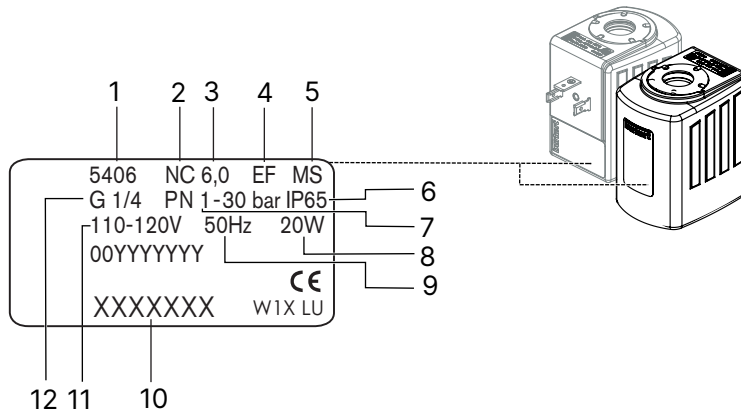 1 2 3 4 5
5406 NC 6,0 EF MS
G 1/4 PN 1-30 bar IP65 6
110-120V 50Hz 20W 7
8
00YYYYYYY
CE 9
XXXXXXX W1X LU
12 11 10